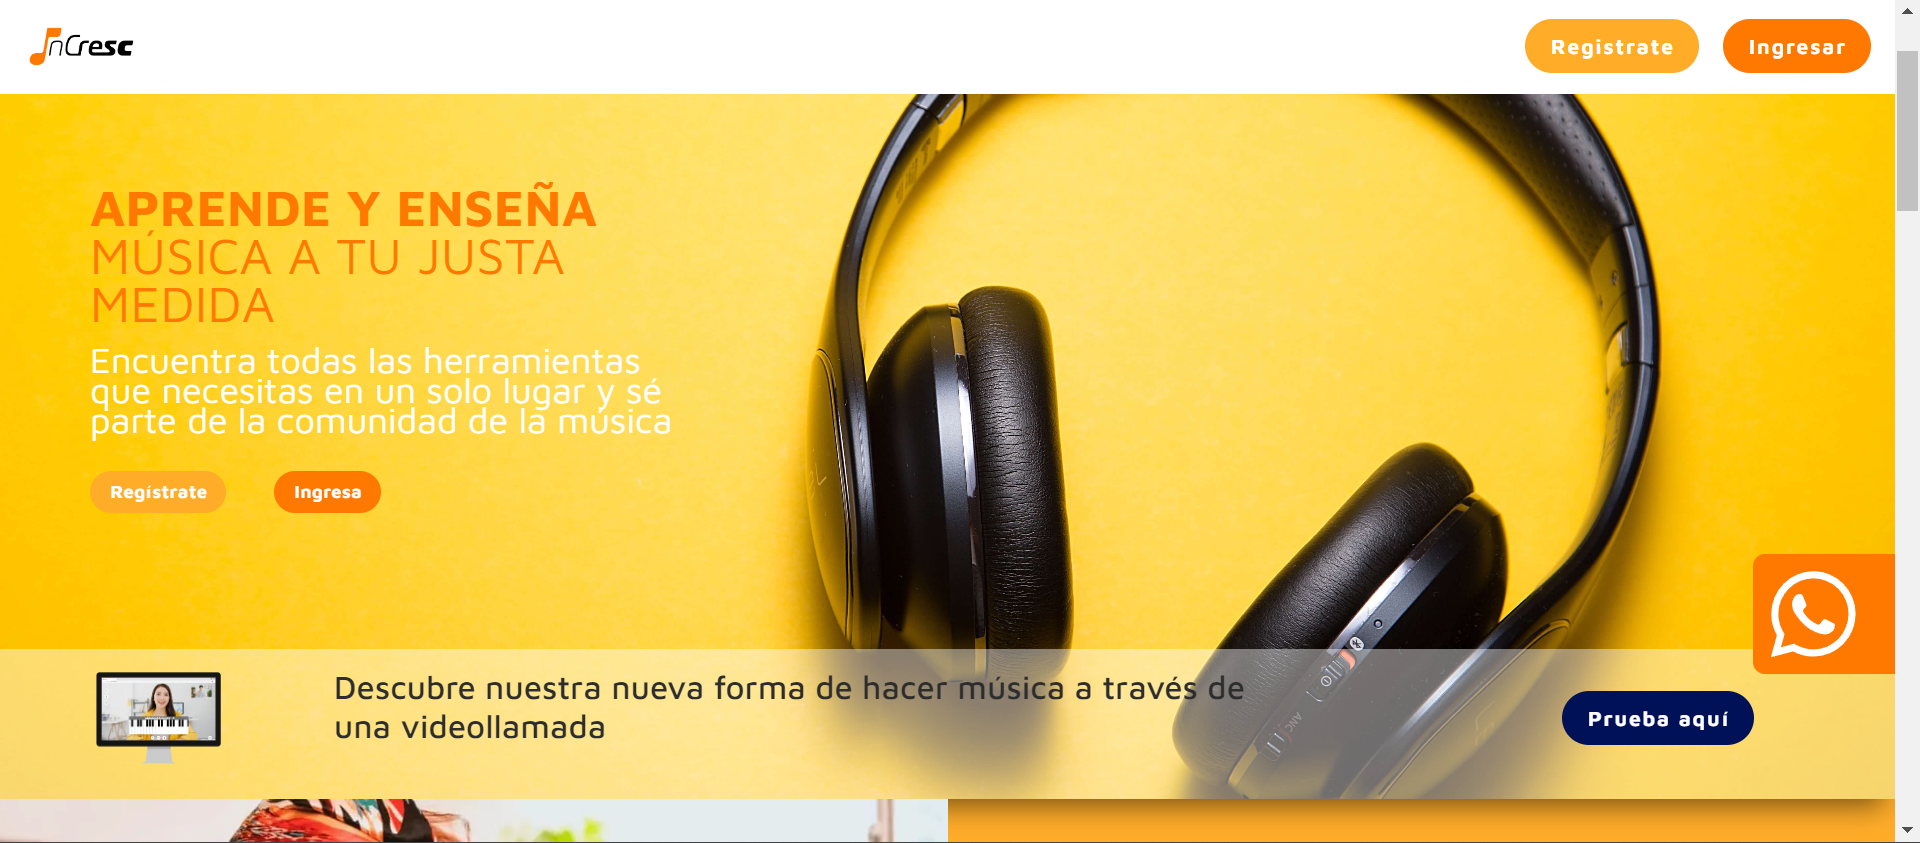 nCresc
Registrate
Ingresar
APRENDE Y ENSEÑA
MÚSICA A TU JUSTA
MEDIDA
Encuentra todas las herramientas
que necesitas en un solo lugar y sé
parte de la comunidad de la música
Regístrate
Ingresa
Descubre nuestra nueva forma de hacer música a través de
una videollamada
Prueba aquí
ANC